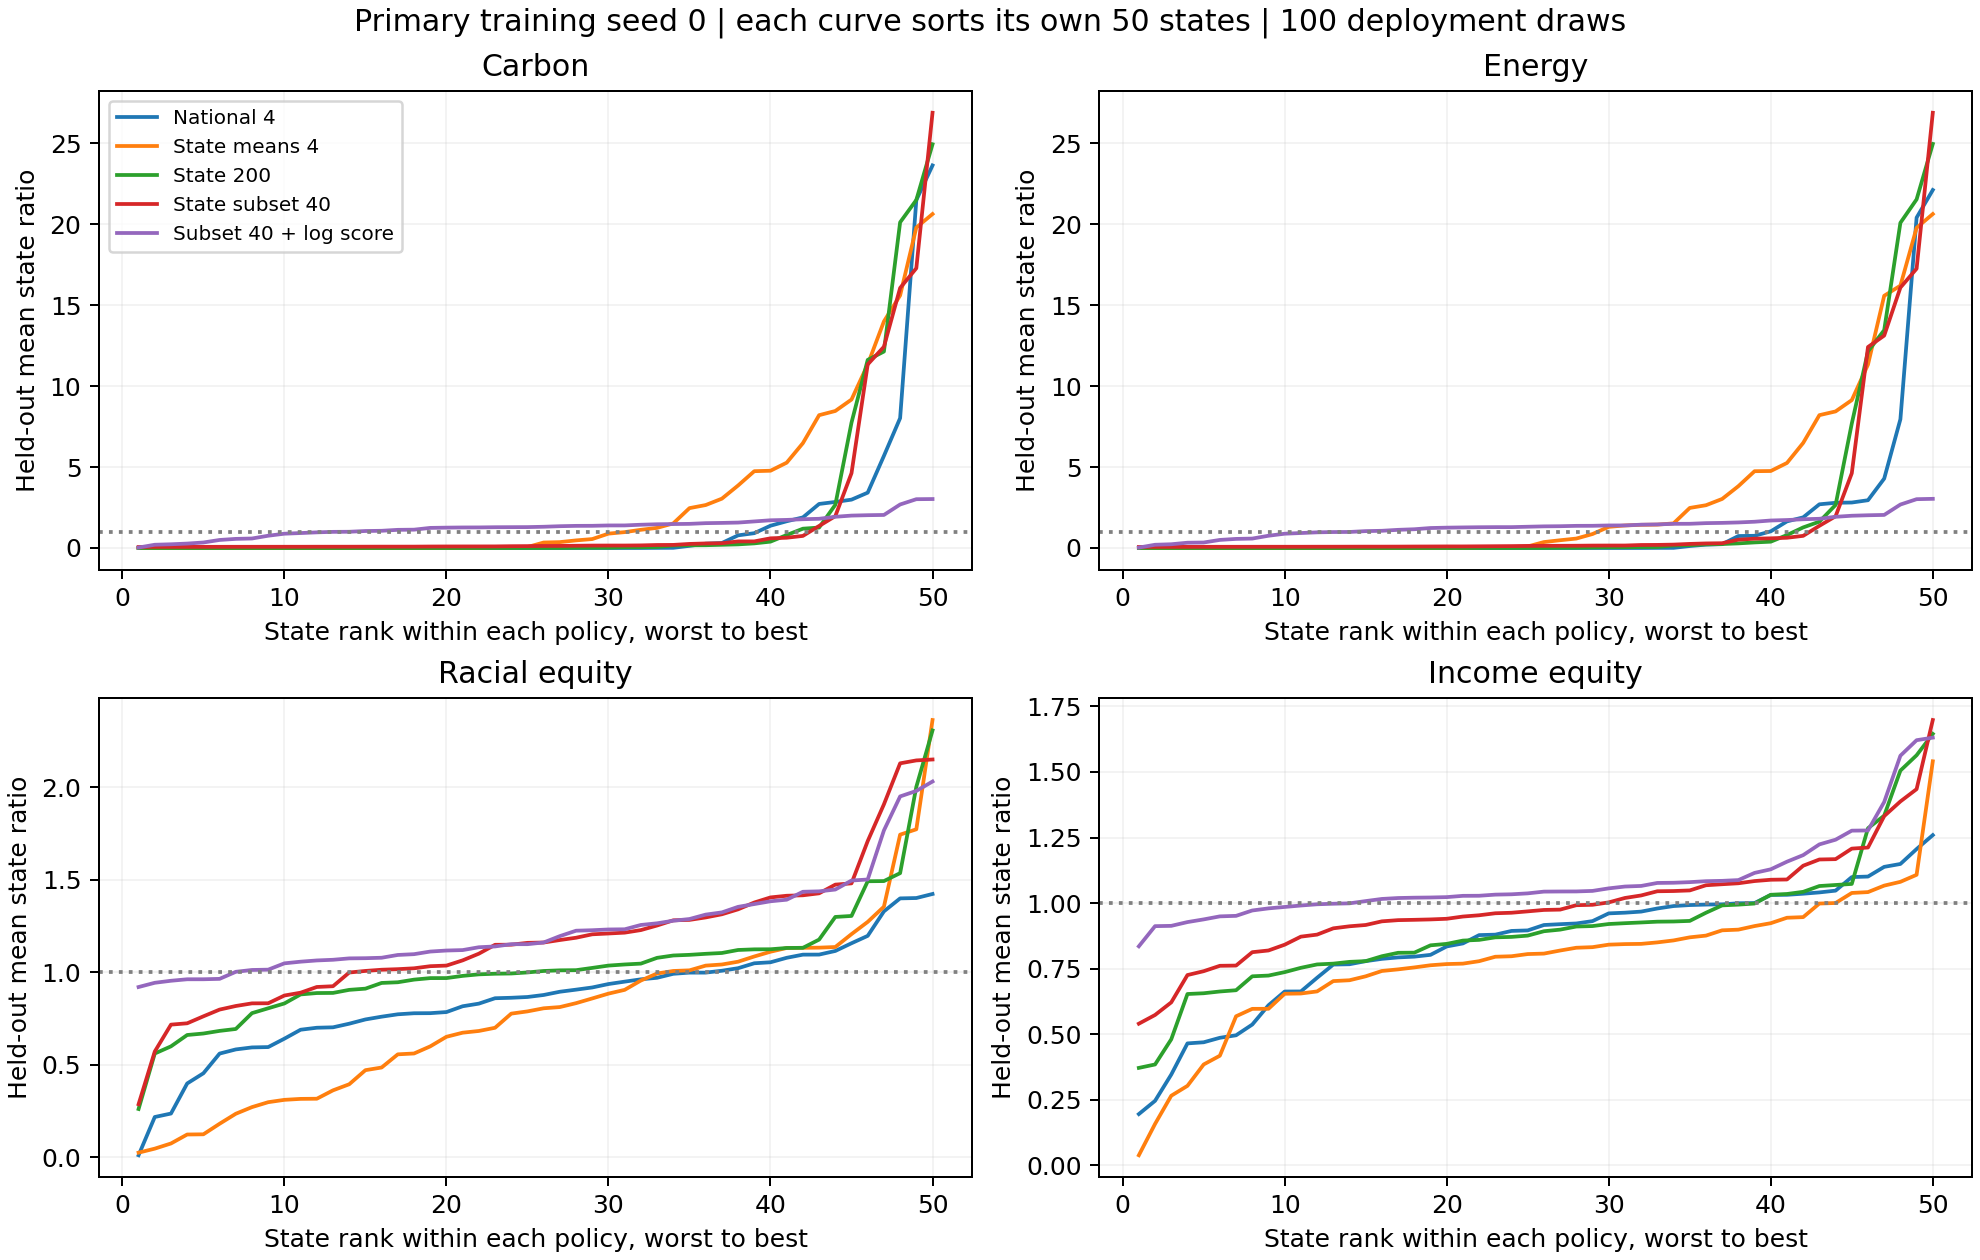 Primary training seed 0 | each curve sorts its own 50 states | 100 deployment draws
Carbon
National 4
State means 4
State 200
State subset 40
Subset 40 + log score
25
20
15
10
5
0
Held-out mean state ratio
0 10 20 30 40 50
State rank within each policy, worst to best
Energy
25
20
15
10
5
0
Held-out mean state ratio
0 10 20 30 40 50
State rank within each policy, worst to best
Racial equity
2.0
1.5
1.0
0.5
0.0
Held-out mean state ratio
0 10 20 30 40 50
State rank within each policy, worst to best
Income equity
1.75
1.50
1.25
1.00
0.75
0.50
0.25
0.00
Held-out mean state ratio
0 10 20 30 40 50
State rank within each policy, worst to best